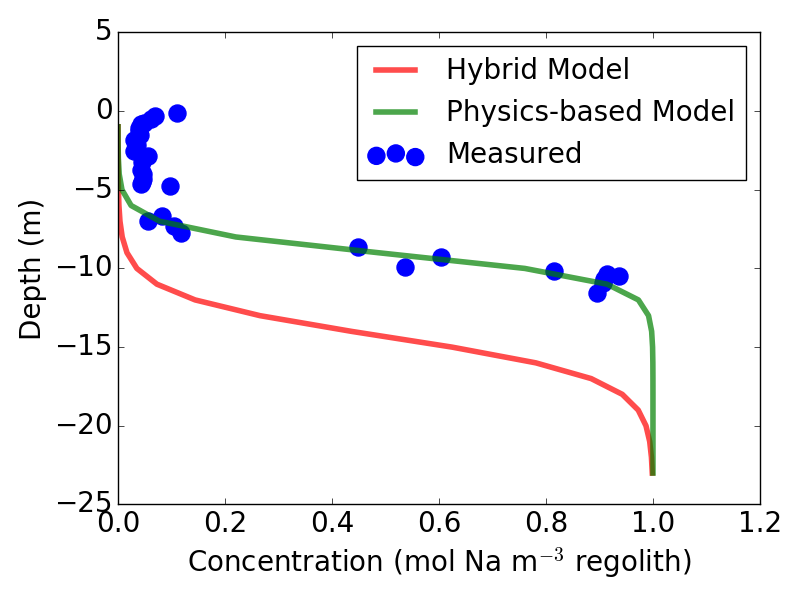 5
0
−5
−10
−15
−20
−25
0.0 0.2 0.4 0.6 0.8 1.0 1.2
Depth (m)
Concentration (mol Na m⁻³ regolith)
Hybrid Model
Physics-based Model
Measured